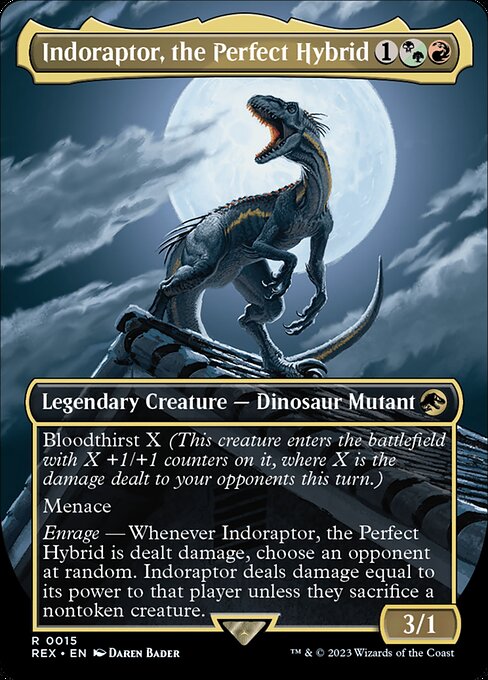 Indoraptor, the Perfect Hybrid 1
Legendary Creature — Dinosaur Mutant
Bloodthirst X (This creature enters the battlefield
with X +1/+1 counters on it, where X is the
damage dealt to your opponents this turn.)
Menace
Enrage — Whenever Indoraptor, the Perfect
Hybrid is dealt damage, choose an opponent
at random. Indoraptor deals damage equal to
its power to that player unless they sacrifice a
nontoken creature.
3/1
R 0015
REX • EN Daren Bader
™ & © 2023 Wizards of the Coast